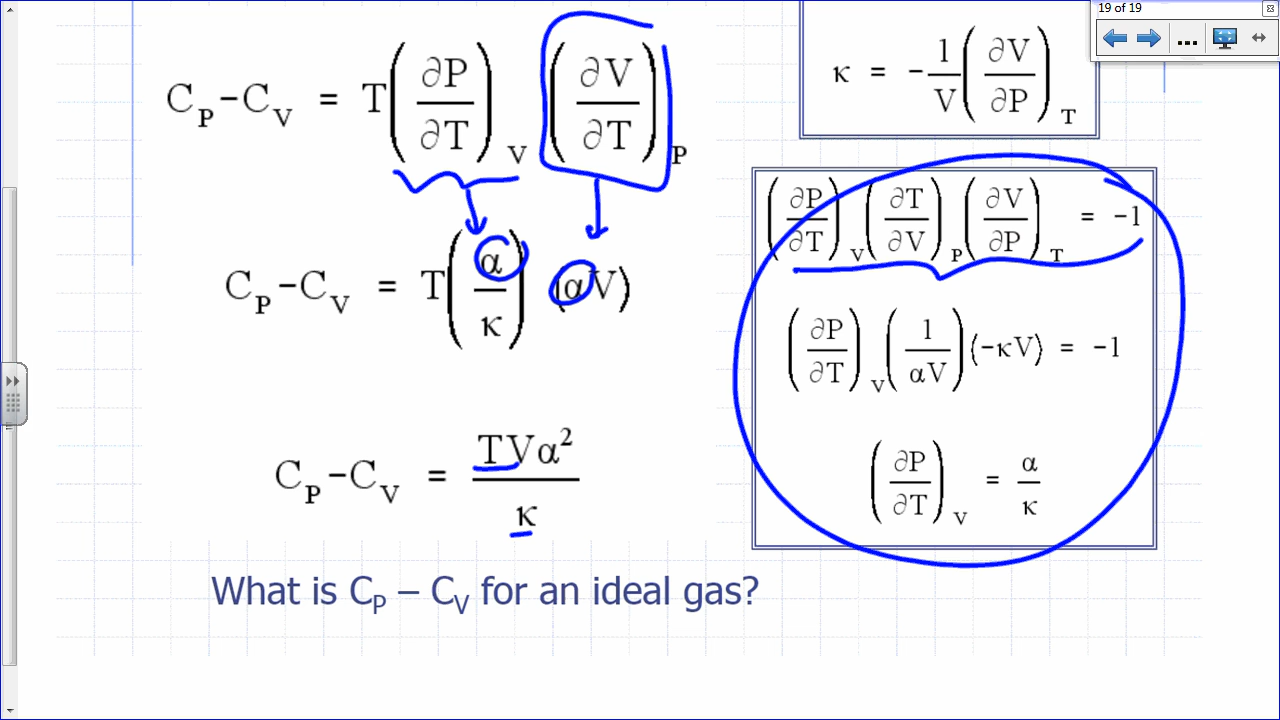 19 of 19
C_P – C_V = T (∂P/∂T)_V (∂V/∂T)_P
κ = – 1/V (∂V/∂P)_T
C_P – C_V = T (α/κ) (αV)
C_P – C_V = TVα²/κ
(∂P/∂T)_V (∂T/∂V)_P (∂V/∂P)_T = –1
(∂P/∂T)_V (1/αV) (–κV) = –1
(∂P/∂T)_V = α/κ
What is C_P – C_V for an ideal gas?